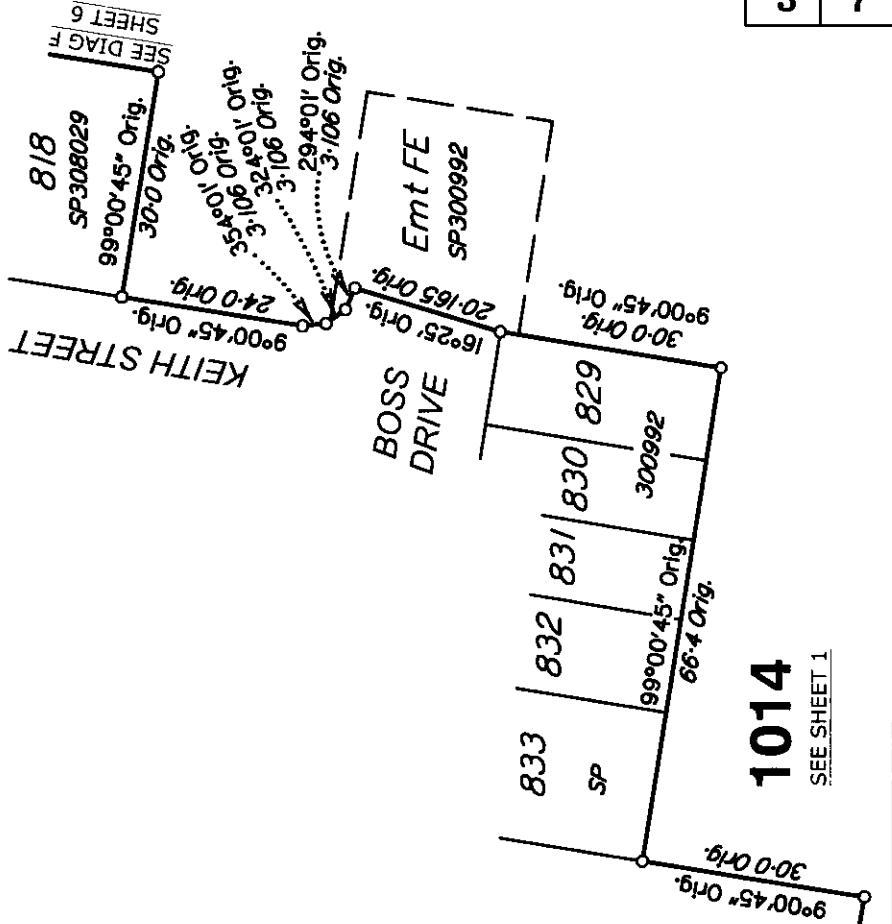 5 7
SEE DIAG F
SHEET 6
818
SP308029
99°00'45" Orig.
30·0 Orig.
354°01' Orig.
3·106 Orig.
324°01' Orig.
3·106 Orig.
294°01' Orig.
3·106 Orig.
24·0 Orig.
9°00'45" Orig.
KEITH STREET
Emt FE
SP300992
20·165 Orig.
16°25' Orig.
BOSS
DRIVE
30·0 Orig.
9°00'45" Orig.
829
830
831
832
833
SP
300992
99°00'45" Orig.
66·4 Orig.
1014
SEE SHEET 1
30·0 Orig.
9°00'45" Orig.